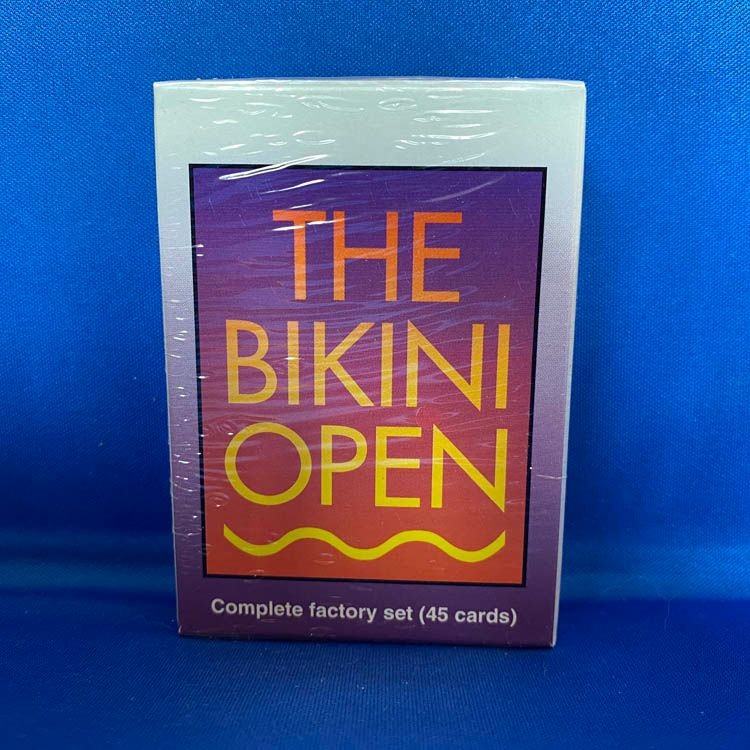 THE
BIKINI
OPEN
Complete factory set (45 cards)